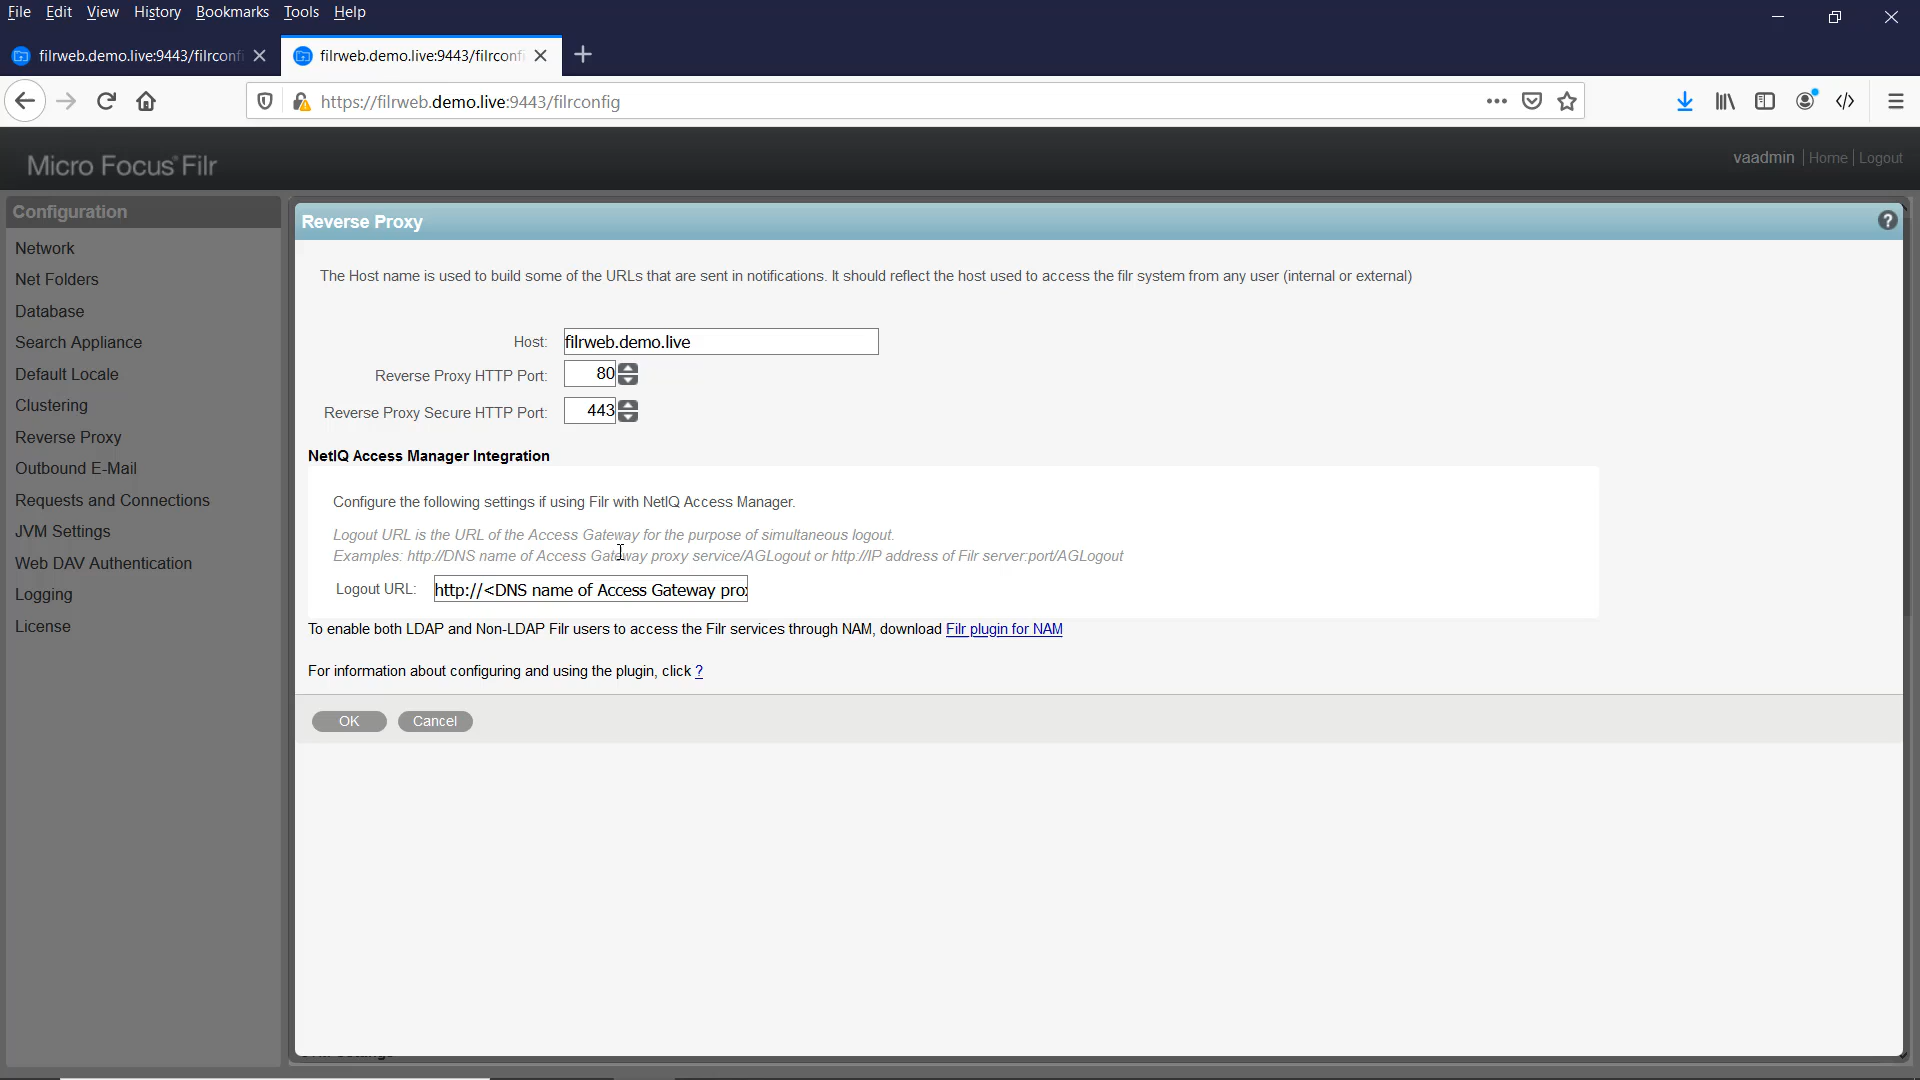 File Edit View History Bookmarks Tools Help
filrweb.demo.live:9443/filrconfi
filrweb.demo.live:9443/filrconf
https://filrweb.demo.live:9443/filrconfig
Micro Focus® Filr
vaadmin | Home | Logout
Configuration
Network
Net Folders
Database
Search Appliance
Default Locale
Clustering
Reverse Proxy
Outbound E-Mail
Requests and Connections
JVM Settings
Web DAV Authentication
Logging
License
Reverse Proxy
?
The Host name is used to build some of the URLs that are sent in notifications. It should reflect the host used to access the filr system from any user (internal or external)
Host: filrweb.demo.live
Reverse Proxy HTTP Port: 80
Reverse Proxy Secure HTTP Port: 443
NetIQ Access Manager Integration
Configure the following settings if using Filr with NetIQ Access Manager.
Logout URL is the URL of the Access Gateway for the purpose of simultaneous logout.
Examples: http://DNS name of Access Gateway proxy service/AGLogout or http://IP address of Filr server:port/AGLogout
Logout URL: http://<DNS name of Access Gateway pro
To enable both LDAP and Non-LDAP Filr users to access the Filr services through NAM, download Filr plugin for NAM
For information about configuring and using the plugin, click ?
OK Cancel